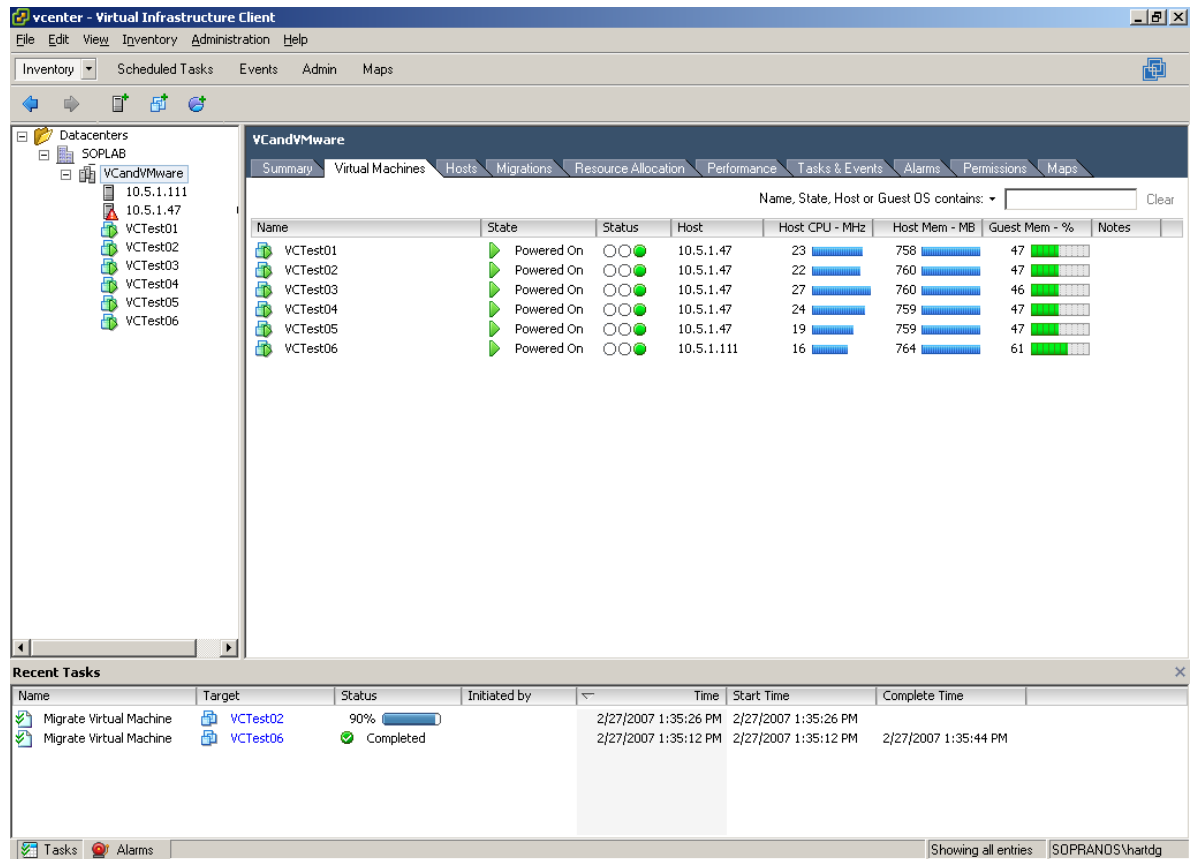 vcenter - Virtual Infrastructure Client
File Edit View Inventory Administration Help
Inventory Scheduled Tasks Events Admin Maps
Datacenters
SOPLAB
VCandVMware
10.5.1.111
10.5.1.47
VCTest01
VCTest02
VCTest03
VCTest04
VCTest05
VCTest06
VCandVMware
Summary Virtual Machines Hosts Migrations Resource Allocation Performance Tasks & Events Alarms Permissions Maps
Name, State, Host or Guest OS contains: Clear
Name State Status Host Host CPU - MHz Host Mem - MB Guest Mem - % Notes
VCTest01 Powered On 10.5.1.47 23 758 47
VCTest02 Powered On 10.5.1.47 22 760 47
VCTest03 Powered On 10.5.1.47 27 760 46
VCTest04 Powered On 10.5.1.47 24 759 47
VCTest05 Powered On 10.5.1.47 19 759 47
VCTest06 Powered On 10.5.1.111 16 764 61
Recent Tasks
Name Target Status Initiated by Time Start Time Complete Time
Migrate Virtual Machine VCTest02 90% 2/27/2007 1:35:26 PM 2/27/2007 1:35:26 PM
Migrate Virtual Machine VCTest06 Completed 2/27/2007 1:35:12 PM 2/27/2007 1:35:12 PM 2/27/2007 1:35:44 PM
Tasks Alarms Showing all entries SOPRANOS\hartdg